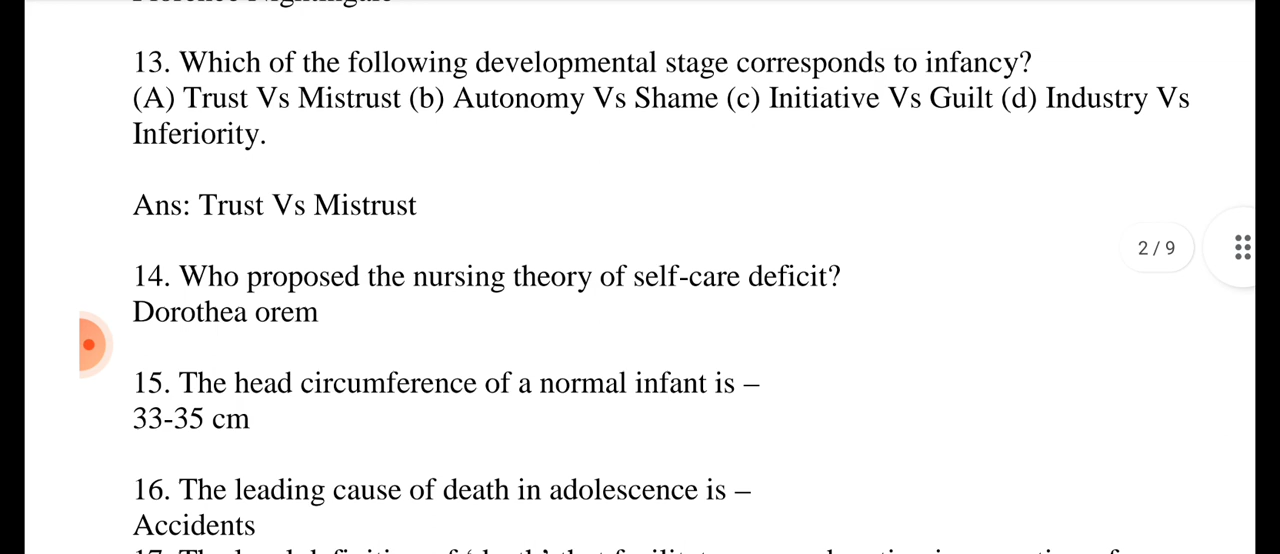 13. Which of the following developmental stage corresponds to infancy?
(A) Trust Vs Mistrust (b) Autonomy Vs Shame (c) Initiative Vs Guilt (d) Industry Vs
Inferiority.
Ans: Trust Vs Mistrust
2 / 9
14. Who proposed the nursing theory of self-care deficit?
Dorothea orem
15. The head circumference of a normal infant is –
33-35 cm
16. The leading cause of death in adolescence is –
Accidents